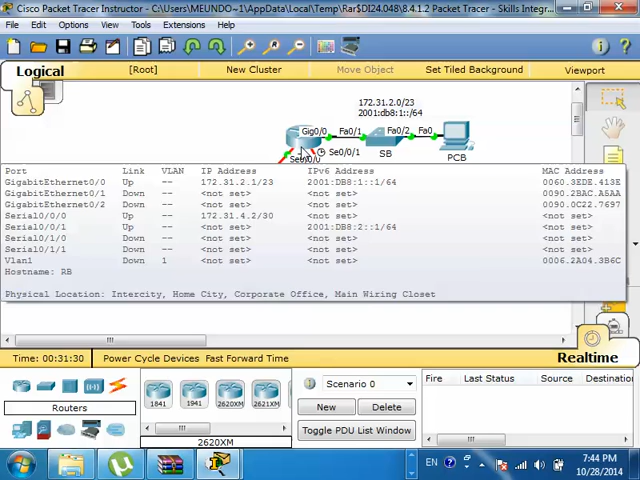 Cisco Packet Tracer Instructor - C:\Users\MEUNDO~1\AppData\Local\Temp\Rar$DI24.048\8.4.1.2 Packet Tracer - Skills Integr...
File Edit Options View Tools Extensions Help
Logical [Root] New Cluster Move Object Set Tiled Background Viewport
172.31.2.0/23
2001:db8:1::/64
Gig0/0 Fa0/1 Fa0/2 Fa0
Se0/0/1
SB PCB
Se0/0/0
Port Link VLAN IP Address IPv6 Address MAC Address
GigabitEthernet0/0 Up -- 172.31.2.1/23 2001:DB8:1::1/64 0060.3EDE.413E
GigabitEthernet0/1 Down -- <not set> <not set> 0090.2BAC.A5AA
GigabitEthernet0/2 Down -- <not set> <not set> 0090.0C22.7697
Serial0/0/0 Up -- 172.31.4.2/30 <not set> <not set>
Serial0/0/1 Up -- <not set> 2001:DB8:2::1/64 <not set>
Serial0/1/0 Down -- <not set> <not set> <not set>
Serial0/1/1 Down -- <not set> <not set> <not set>
Vlan1 Down 1 <not set> <not set> 0006.2A04.3B6C
Hostname: RB
Physical Location: Intercity, Home City, Corporate Office, Main Wiring Closet
Time: 00:31:30 Power Cycle Devices Fast Forward Time Realtime
Routers
1841 1941 2620XM 2621XM
2620XM
Scenario 0
New Delete
Toggle PDU List Window
Fire Last Status Source Destination
EN 7:44 PM
10/28/2014